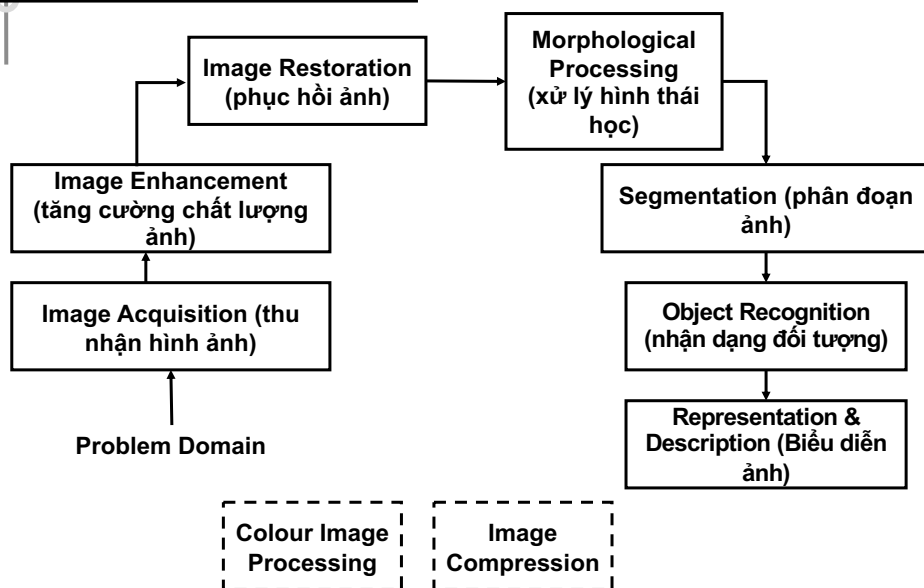 Image Restoration
(phục hồi ảnh)
Morphological
Processing
(xử lý hình thái
học)
Image Enhancement
(tăng cường chất lượng
ảnh)
Segmentation (phân đoạn
ảnh)
Image Acquisition (thu
nhận hình ảnh)
Object Recognition
(nhận dạng đối tượng)
Problem Domain
Representation &
Description (Biểu diễn
ảnh)
Colour Image
Processing
Image
Compression